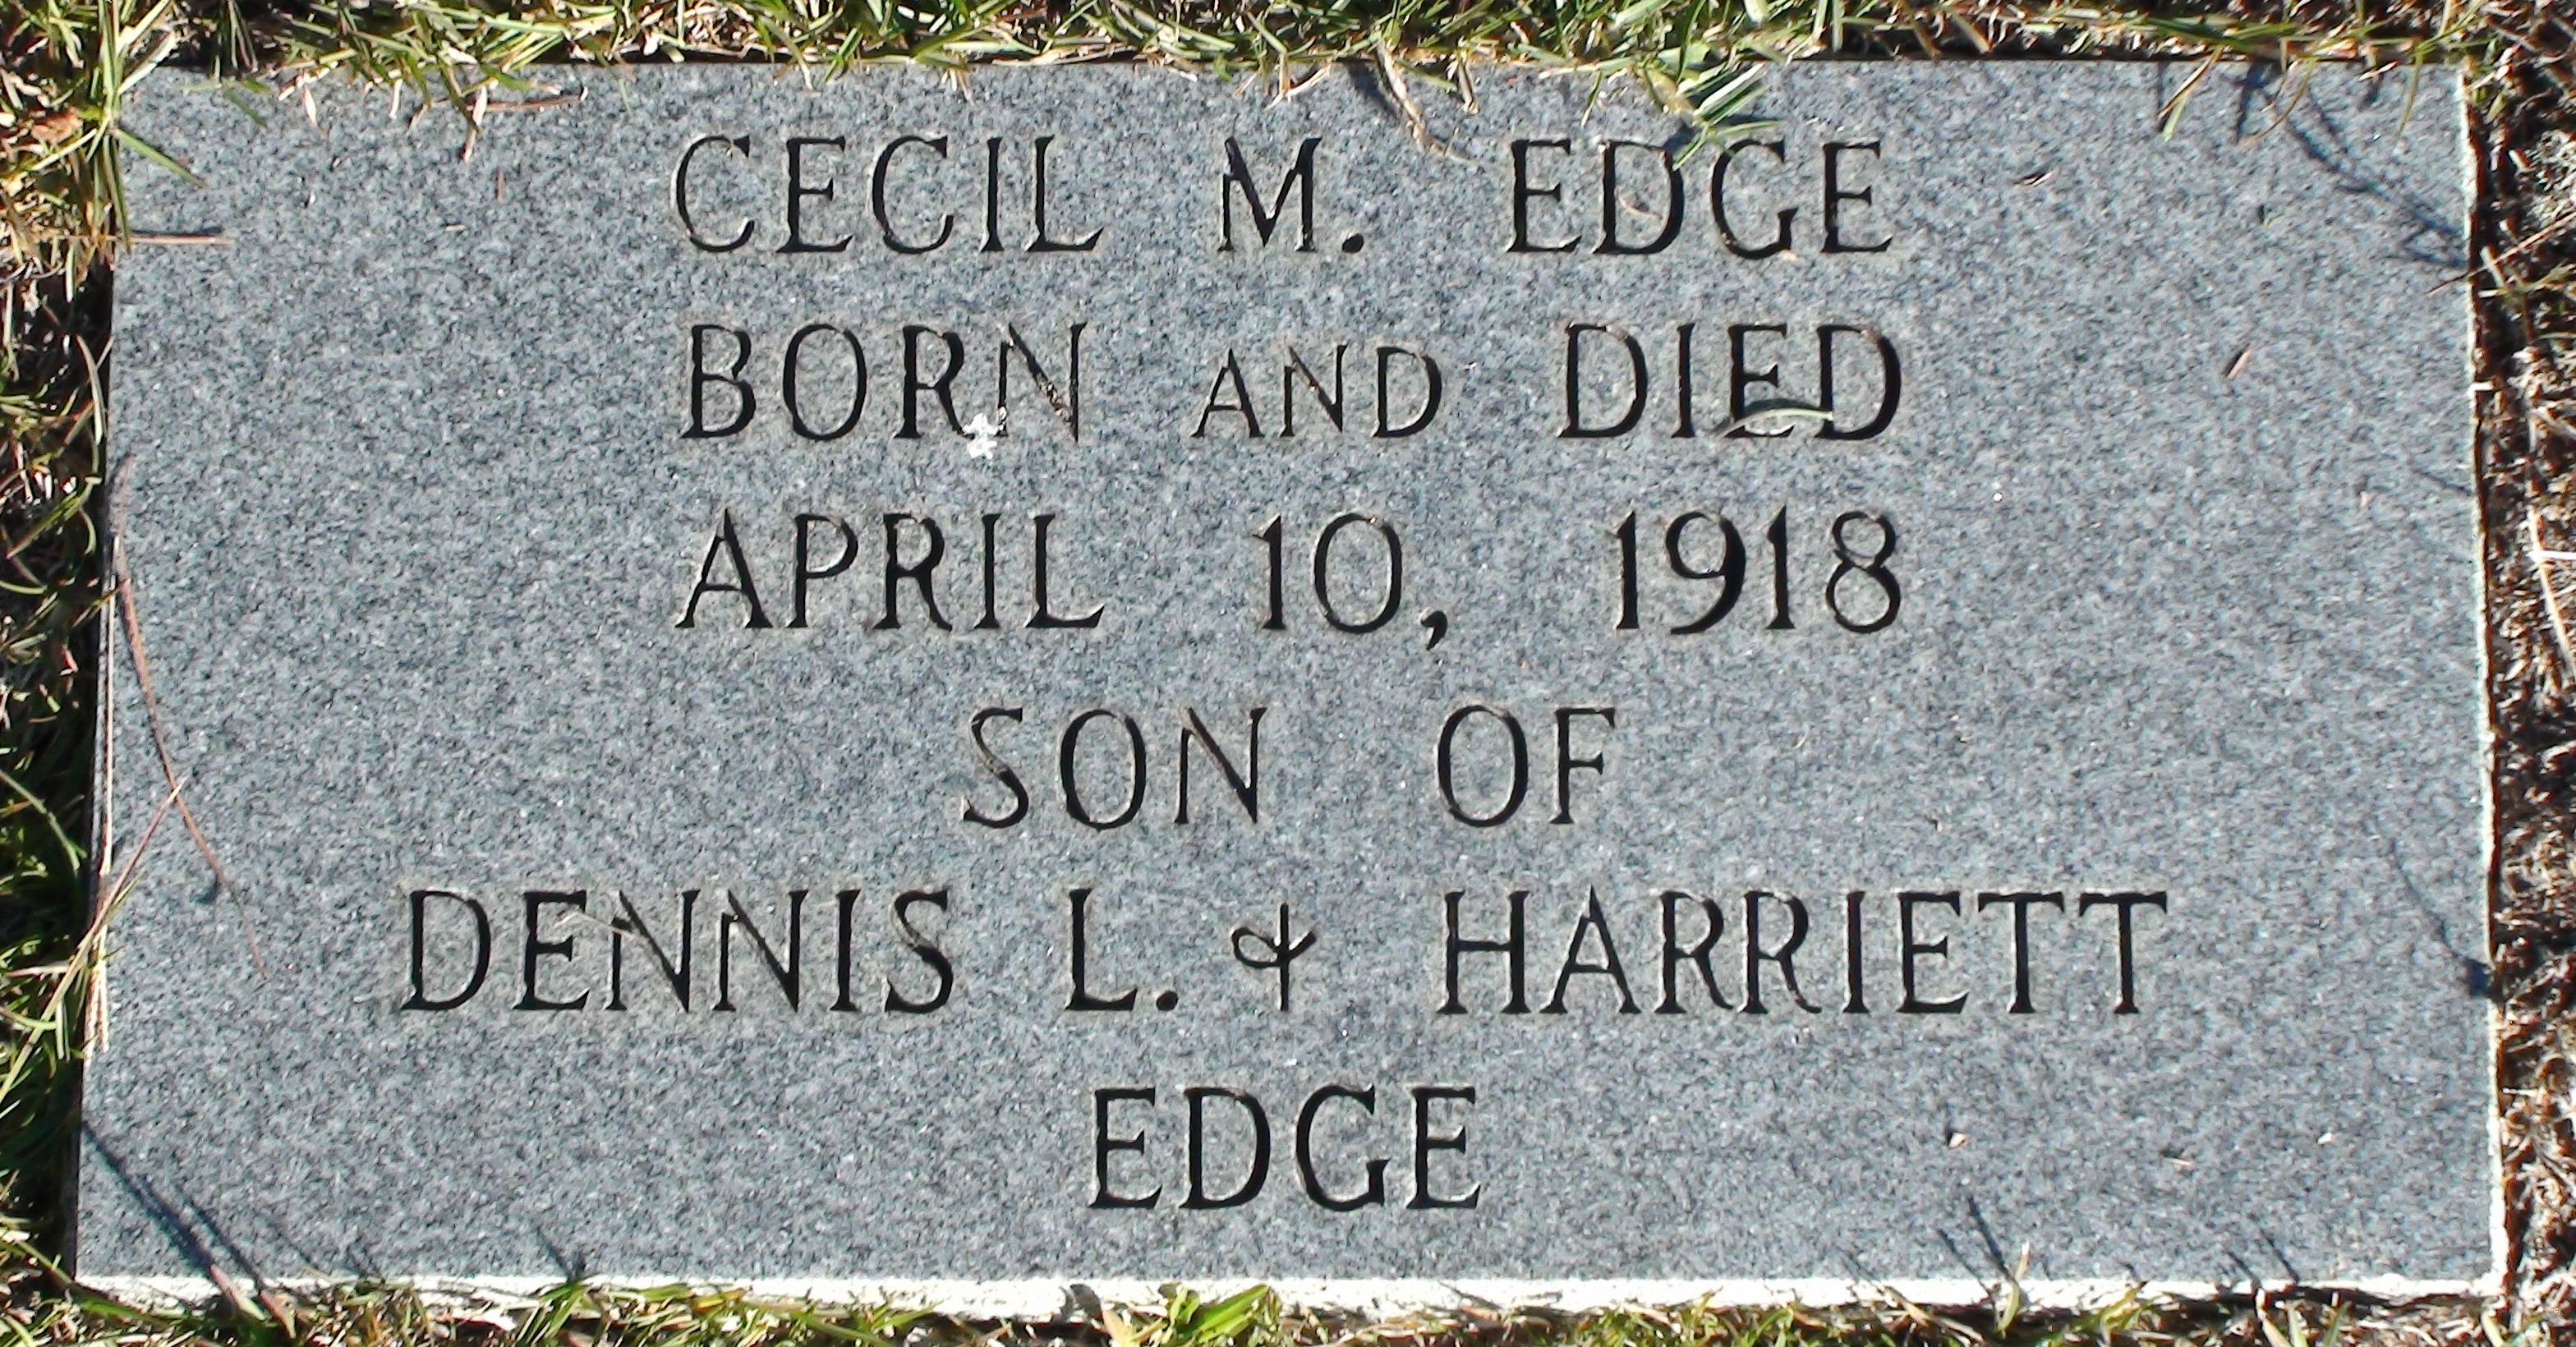 CECIL M. EDGE
BORN AND DIED
APRIL 10, 1918
SON OF
DENNIS L. & HARRIETT
EDGE